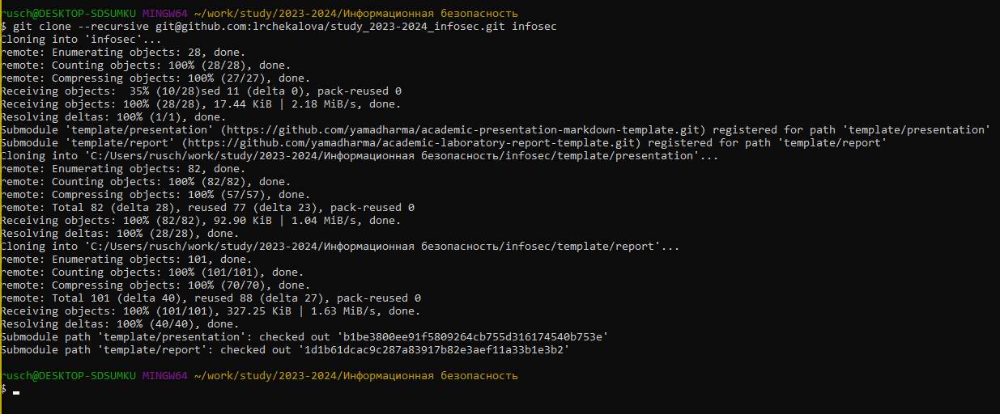 rusch@DESKTOP-SDSUMKU MINGW64 ~/work/study/2023-2024/Информационная безопасность
$ git clone --recursive git@github.com:lrchekalova/study_2023-2024_infosec.git infosec
Cloning into 'infosec'...
remote: Enumerating objects: 28, done.
remote: Counting objects: 100% (28/28), done.
remote: Compressing objects: 100% (27/27), done.
Receiving objects:  35% (10/28)sed 11 (delta 0), pack-reused 0
Receiving objects: 100% (28/28), 17.44 KiB | 2.18 MiB/s, done.
Resolving deltas: 100% (1/1), done.
Submodule 'template/presentation' (https://github.com/yamadharma/academic-presentation-markdown-template.git) registered for path 'template/presentation'
Submodule 'template/report' (https://github.com/yamadharma/academic-laboratory-report-template.git) registered for path 'template/report'
Cloning into 'C:/Users/rusch/work/study/2023-2024/Информационная безопасность/infosec/template/presentation'...
remote: Enumerating objects: 82, done.
remote: Counting objects: 100% (82/82), done.
remote: Compressing objects: 100% (57/57), done.
remote: Total 82 (delta 28), reused 77 (delta 23), pack-reused 0
Receiving objects: 100% (82/82), 92.90 KiB | 1.04 MiB/s, done.
Resolving deltas: 100% (28/28), done.
Cloning into 'C:/Users/rusch/work/study/2023-2024/Информационная безопасность/infosec/template/report'...
remote: Enumerating objects: 101, done.
remote: Counting objects: 100% (101/101), done.
remote: Compressing objects: 100% (70/70), done.
remote: Total 101 (delta 40), reused 88 (delta 27), pack-reused 0
Receiving objects: 100% (101/101), 327.25 KiB | 1.63 MiB/s, done.
Resolving deltas: 100% (40/40), done.
Submodule path 'template/presentation': checked out 'b1be3800ee91f5809264cb755d316174540b753e'
Submodule path 'template/report': checked out '1d1b61dcac9c287a83917b82e3aef11a33b1e3b2'
rusch@DESKTOP-SDSUMKU MINGW64 ~/work/study/2023-2024/Информационная безопасность
$